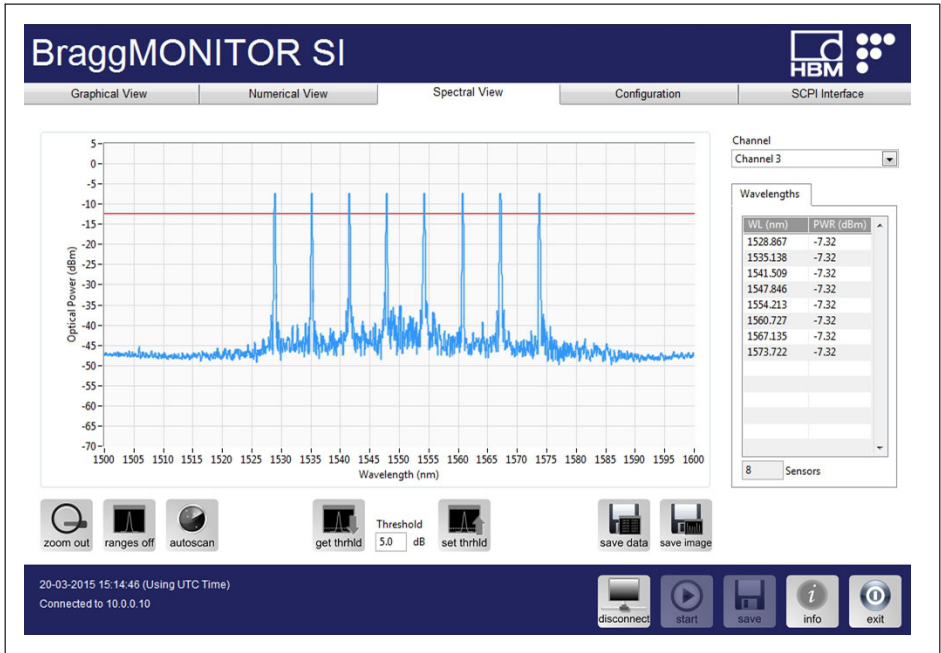 BraggMONITOR SI
HBM
Graphical View
Numerical View
Spectral View
Configuration
SCPI Interface
5
0
-5
-10
-15
-20
-25
-30
-35
-40
-45
-50
-55
-60
-65
-70
Optical Power (dBm)
1500 1505 1510 1515 1520 1525 1530 1535 1540 1545 1550 1555 1560 1565 1570 1575 1580 1585 1590 1595 1600
Wavelength (nm)
Channel
Channel 3
Wavelengths
WL (nm) PWR (dBm)
1528.867 -7.32
1535.138 -7.32
1541.509 -7.32
1547.846 -7.32
1554.213 -7.32
1560.727 -7.32
1567.135 -7.32
1573.722 -7.32
8 Sensors
zoom out
ranges off
autoscan
get thrhld
Threshold
5.0 dB
set thrhld
save data
save image
20-03-2015 15:14:46 (Using UTC Time)
Connected to 10.0.0.10
disconnect
start
save
i
info
exit